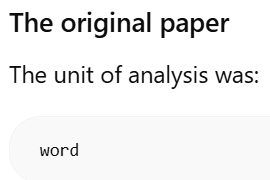 The original paper
The unit of analysis was:
word